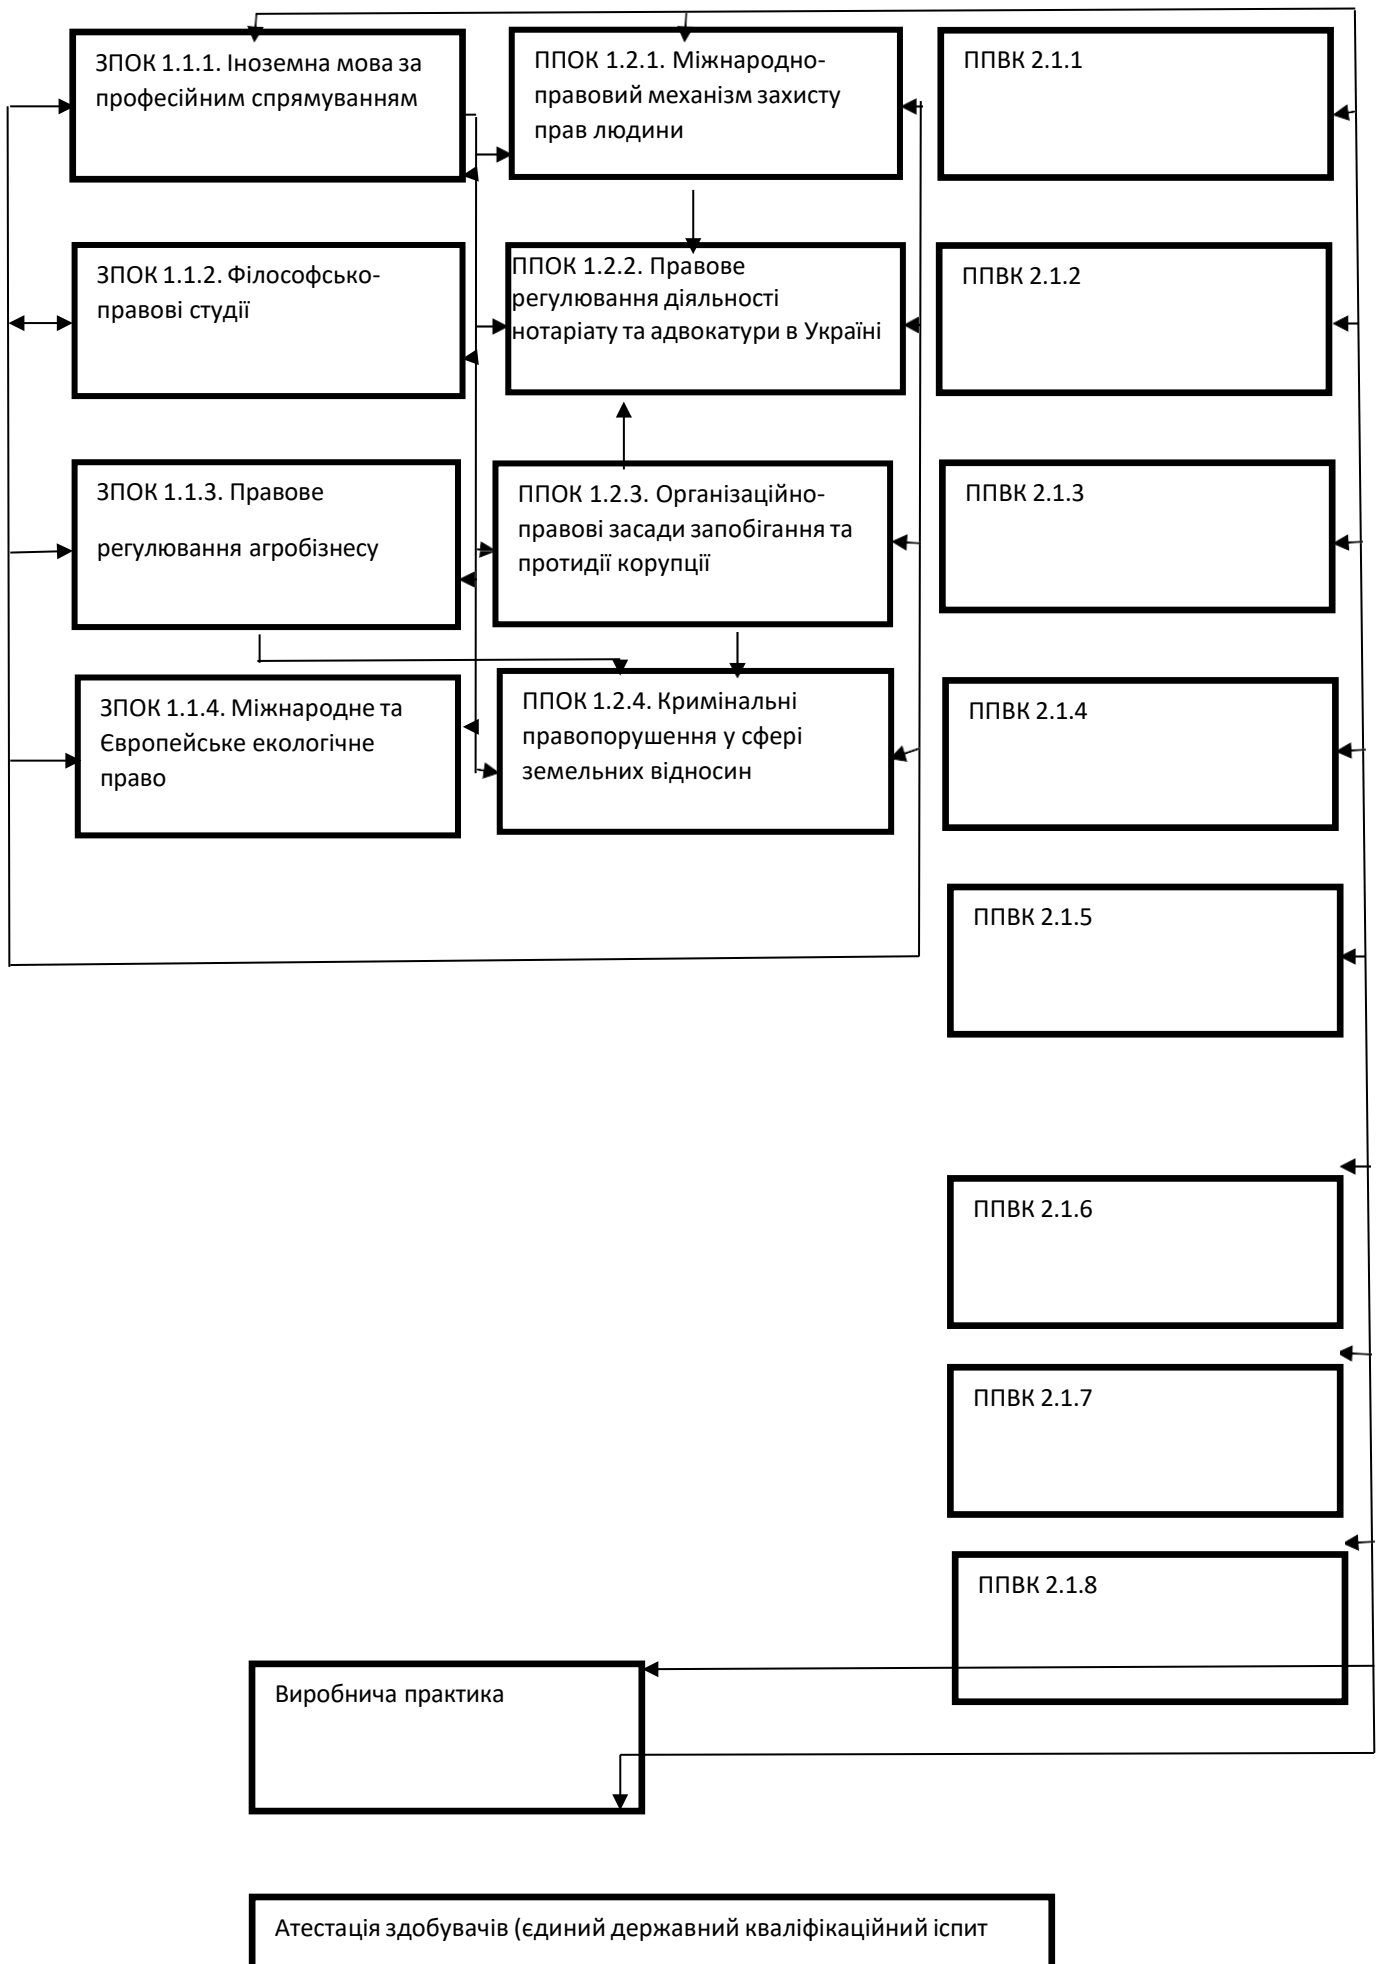 ЗПОК 1.1.1. Іноземна мова за
професійним спрямуванням
ППОК 1.2.1. Міжнародно-
правовий механізм захисту
прав людини
ППВК 2.1.1
ЗПОК 1.1.2. Філософсько-
правові студії
ППОК 1.2.2. Правове
регулювання діяльності
нотаріату та адвокатури в Україні
ППВК 2.1.2
ЗПОК 1.1.3. Правове
регулювання агробізнесу
ППОК 1.2.3. Організаційно-
правові засади запобігання та
протидії корупції
ППВК 2.1.3
ЗПОК 1.1.4. Міжнародне та
Європейське екологічне
право
ППОК 1.2.4. Кримінальні
правопорушення у сфері
земельних відносин
ППВК 2.1.4
ППВК 2.1.5
ППВК 2.1.6
ППВК 2.1.7
ППВК 2.1.8
Виробнича практика
Атестація здобувачів (єдиний державний кваліфікаційний іспит